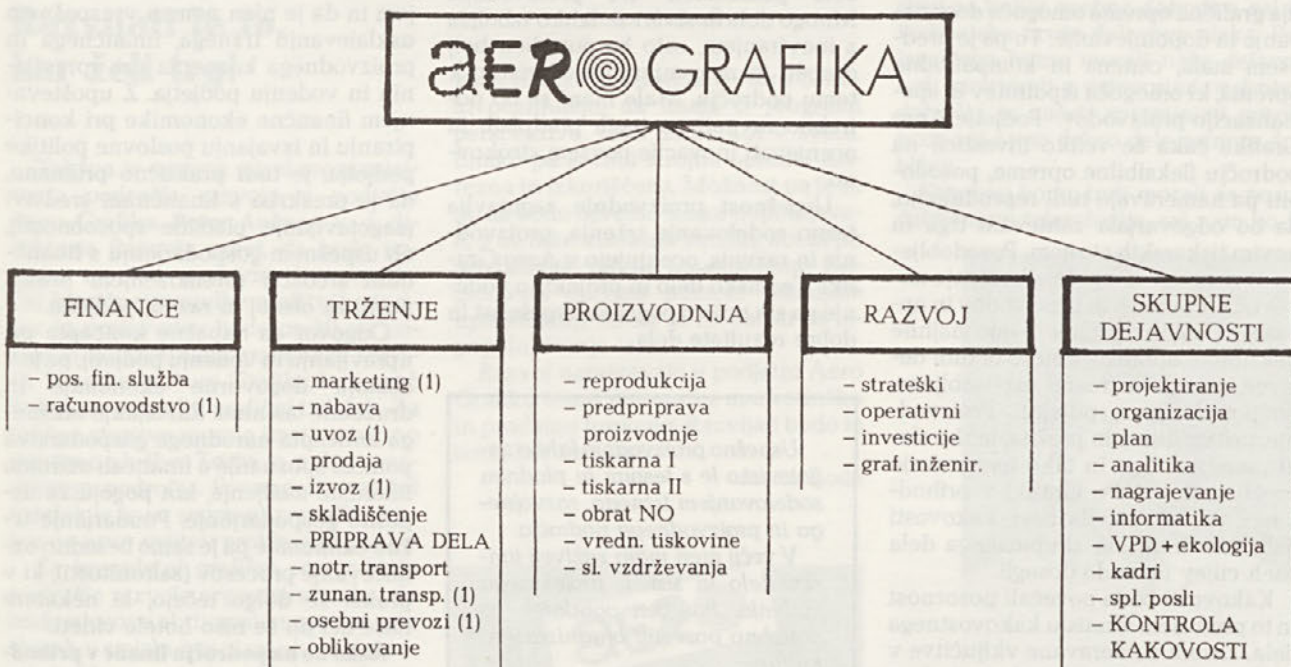 aero GRAFIKA
FINANCE
– pos. fin. služba
– računovodstvo (1)
TRŽENJE
– marketing (1)
– nabava
– uvoz (1)
– prodaja
– izvoz (1)
– skladiščenje
– PRIPRAVA DELA
– notr. transport
– zunan. transp. (1)
– osebni prevozi (1)
– oblikovanje
PROIZVODNJA
– reprodukcija
– predpriprava
proizvodnje
– tiskarna I
– tiskarna II
– obrat NO
– vredn. tiskovine
– sl. vzdrževanja
RAZVOJ
– strateški
– operativni
– investicije
– graf. inženir.
SKUPNE
DEJAVNOSTI
– projektiranje
– organizacija
– plan
– analitika
– nagrajevanje
– informatika
– VPD + ekologija
– kadri
– spl. posli
– KONTROLA
KAKOVOSTI